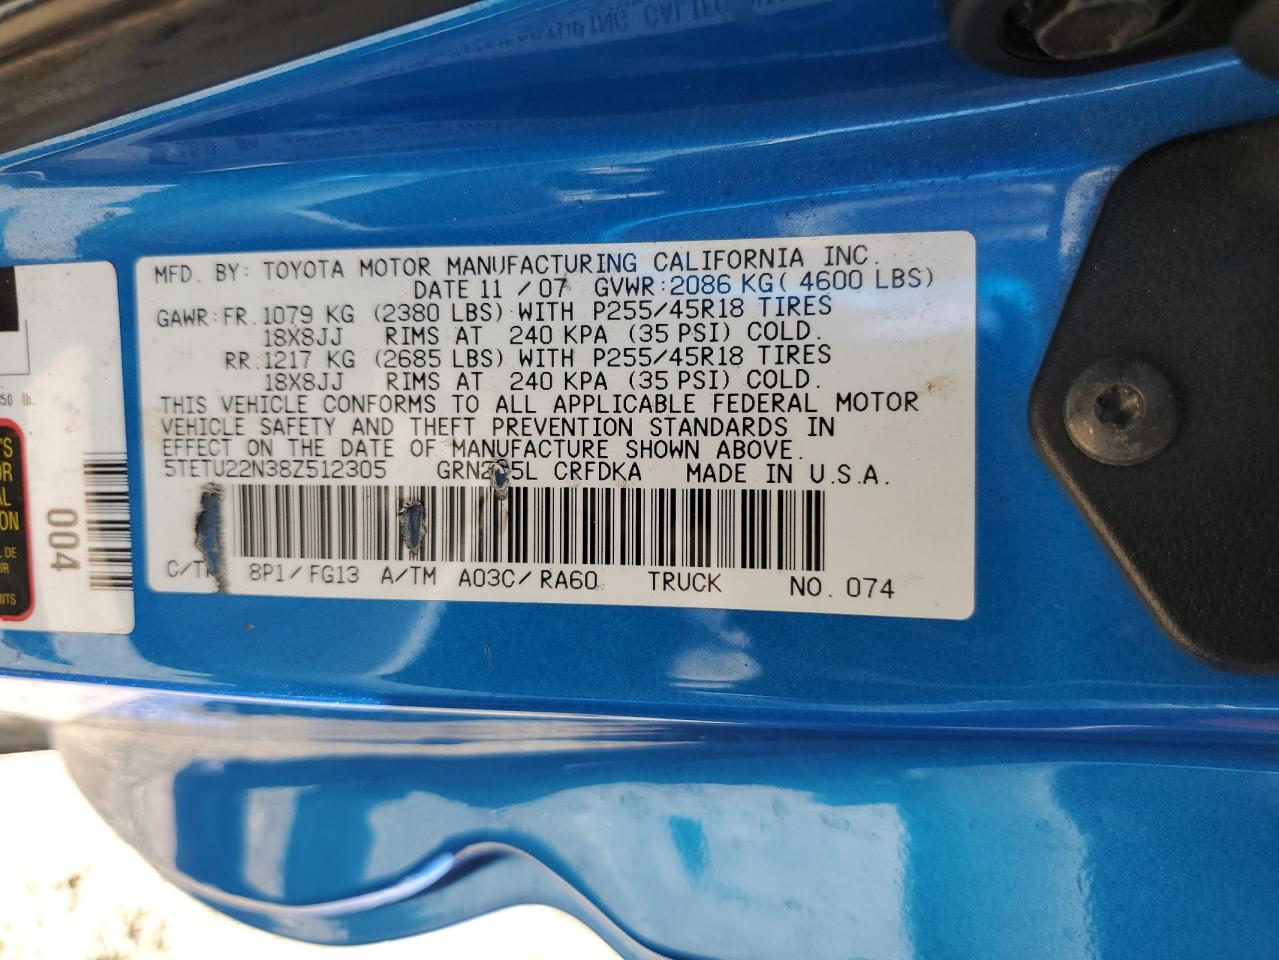 MFD. BY: TOYOTA MOTOR MANUFACTURING CALIFORNIA INC.
DATE 11 / 07 GVWR: 2086 KG ( 4600 LBS)
GAWR: FR. 1079 KG (2380 LBS) WITH P255/45R18 TIRES
18X8JJ RIMS AT 240 KPA (35 PSI) COLD.
RR. 1217 KG (2685 LBS) WITH P255/45R18 TIRES
18X8JJ RIMS AT 240 KPA (35 PSI) COLD.
THIS VEHICLE CONFORMS TO ALL APPLICABLE FEDERAL MOTOR
VEHICLE SAFETY AND THEFT PREVENTION STANDARDS IN
EFFECT ON THE DATE OF MANUFACTURE SHOWN ABOVE.
5TETU22N38Z512305 CRFDKA MADE IN U.S.A.
8P1/FG13 A/TM A03C/RA60 TRUCK NO. 074
004
lb.